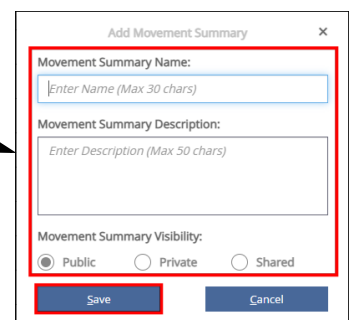 Add Movement Summary ×
Movement Summary Name:
Enter Name (Max 30 chars)
Movement Summary Description:
Enter Description (Max 50 chars)
Movement Summary Visibility:
Public Private Shared
Save Cancel